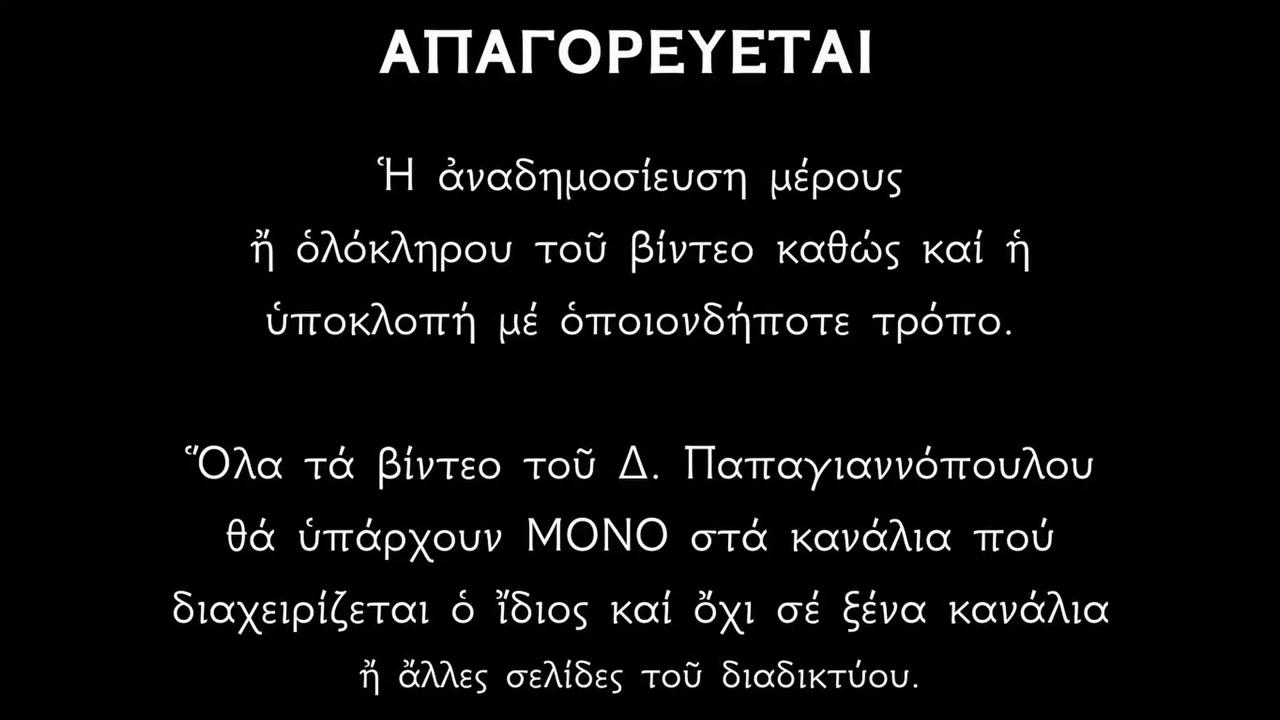 ΑΠΑΓΟΡΕΥΕΤΑΙ
Ἡ ἀναδημοσίευση μέρους
ἤ ὁλόκληρου τοῦ βίντεο καθώς καί ἡ
ὑποκλοπή μέ ὁποιονδήποτε τρόπο.
Ὅλα τά βίντεο τοῦ Δ. Παπαγιαννόπουλου
θά ὑπάρχουν ΜΟΝΟ στά κανάλια πού
διαχειρίζεται ὁ ἴδιος καί ὄχι σέ ξένα κανάλια
ἤ ἄλλες σελίδες τοῦ διαδικτύου.